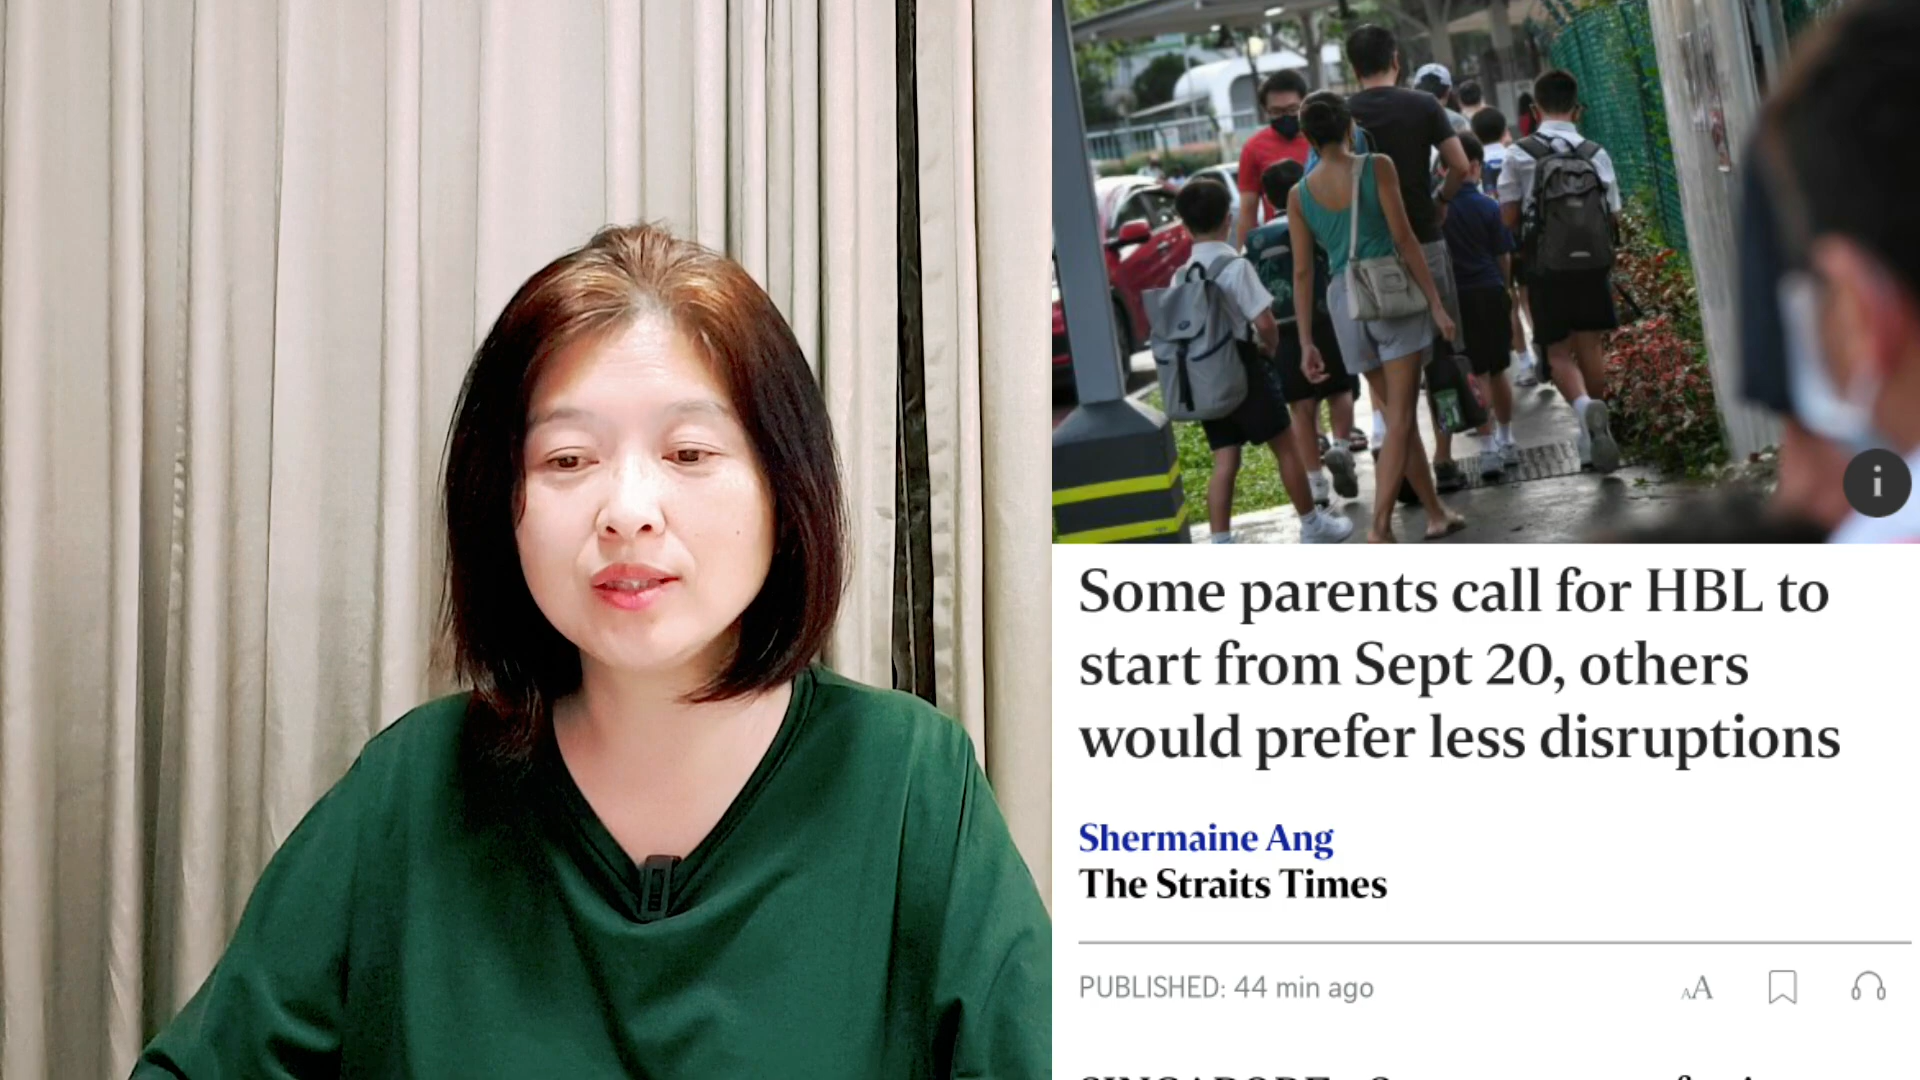 Some parents call for HBL to
start from Sept 20, others
would prefer less disruptions
Shermaine Ang
The Straits Times
PUBLISHED: 44 min ago
AA